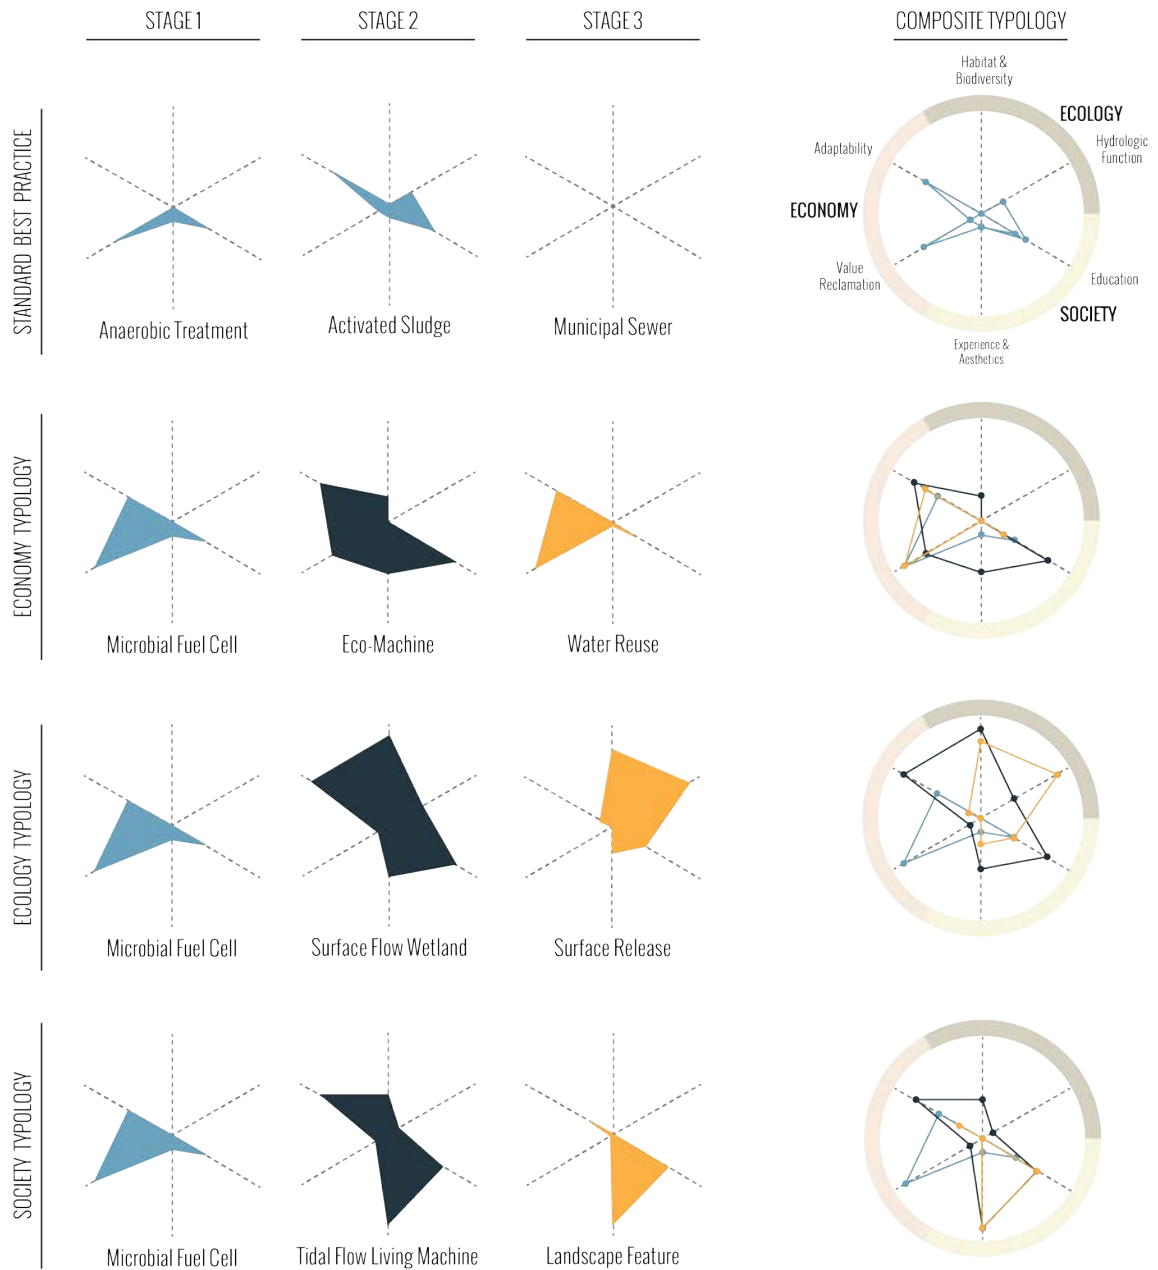 STAGE 1
STAGE 2
STAGE 3
COMPOSITE TYPOLOGY
STANDARD BEST PRACTICE
Anaerobic Treatment
Activated Sludge
Municipal Sewer
Habitat &
Biodiversity
ECOLOGY
Hydrologic
Function
Adaptability
ECONOMY
Value
Reclamation
Education
SOCIETY
Experience &
Aesthetics
ECONOMY TYPOLOGY
Microbial Fuel Cell
Eco-Machine
Water Reuse
ECOLOGY TYPOLOGY
Microbial Fuel Cell
Surface Flow Wetland
Surface Release
SOCIETY TYPOLOGY
Microbial Fuel Cell
Tidal Flow Living Machine
Landscape Feature